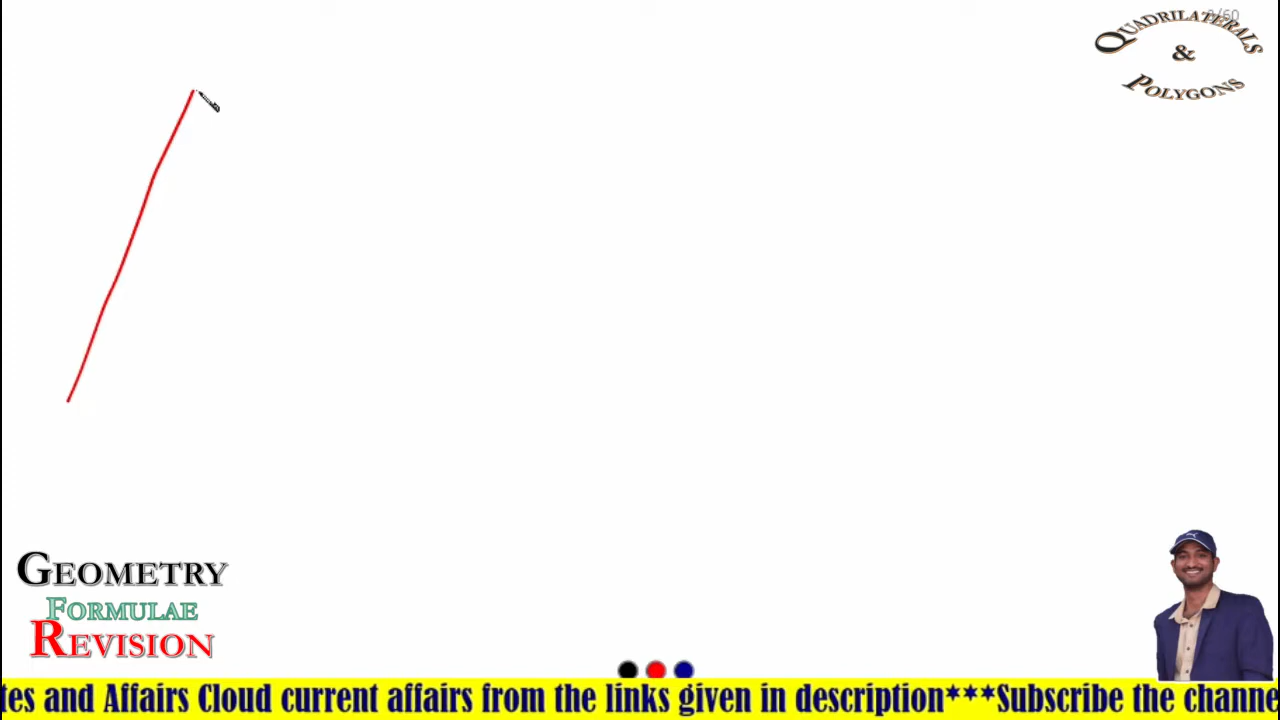 QUADRILATERALS
&
POLYGONS
GEOMETRY
FORMULAE
REVISION
tes and Affairs Cloud current affairs from the links given in description***Subscribe the channe